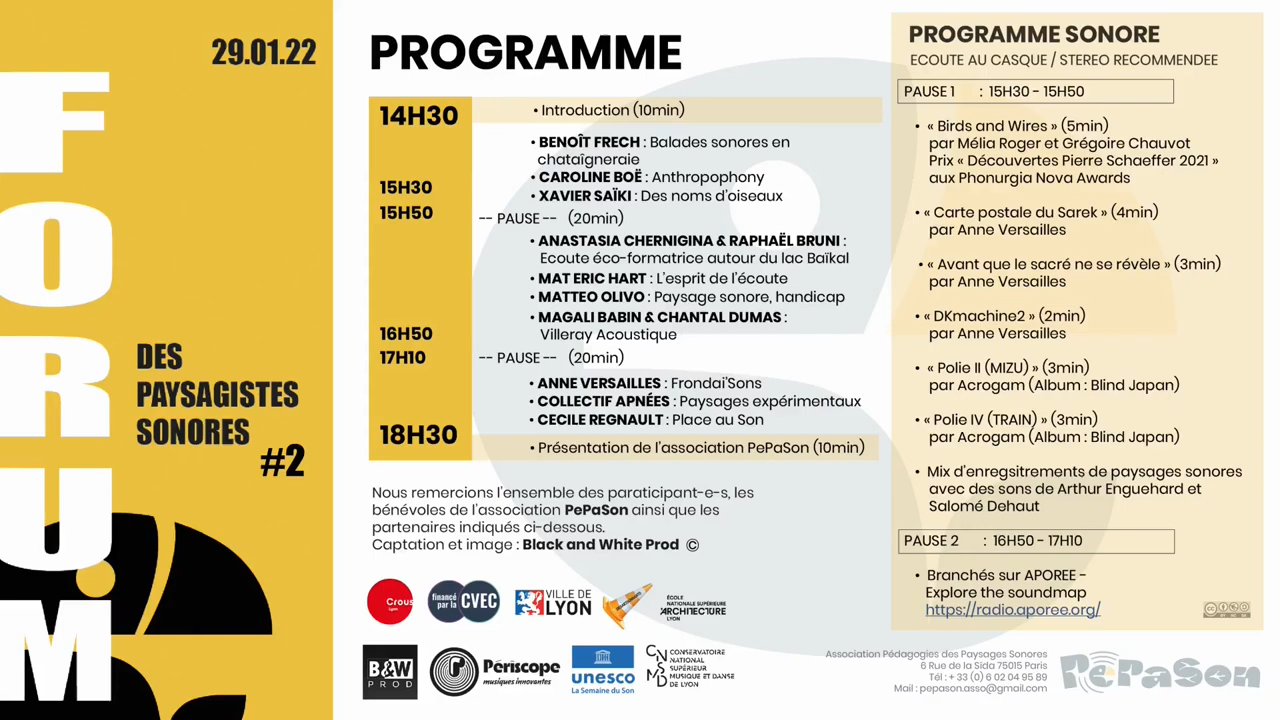 29.01.22
FORUM
DES
PAYSAGISTES
SONORES
#2
PROGRAMME
14H30
• Introduction (10min)
• BENOÎT FRECH : Balades sonores en
chataîgneraie
15H30
• CAROLINE BOË : Anthropophony
• XAVIER SAÏKI : Des noms d'oiseaux
15H50
-- PAUSE -- (20min)
• ANASTASIA CHERNIGINA & RAPHAËL BRUNI :
Ecoute éco-formatrice autour du lac Baïkal
• MAT ERIC HART : L'esprit de l'écoute
• MATTEO OLIVO : Paysage sonore, handicap
• MAGALI BABIN & CHANTAL DUMAS :
Villeray Acoustique
16H50
17H10
-- PAUSE -- (20min)
• ANNE VERSAILLES : Frondai'Sons
• COLLECTIF APNÉES : Paysages expérimentaux
• CECILE REGNAULT : Place au Son
18H30
• Présentation de l'association PePaSon (10min)
Nous remercions l'ensemble des paraticipant-e-s, les
bénévoles de l'association PePaSon ainsi que les
partenaires indiqués ci-dessous.
Captation et image : Black and White Prod ©
Crous
Lyon
financé
par la
CVEC
VILLE DE
LYON
ÉCOLE
NATIONALE SUPÉRIEURE
ARCHITECTURE
LYON
B&W
PROD
Périscope
musiques innovantes
unesco
La Semaine du Son
CNSMD
CONSERVATOIRE
NATIONAL
SUPÉRIEUR
MUSIQUE ET DANSE
DE LYON
PROGRAMME SONORE
ECOUTE AU CASQUE / STEREO RECOMMENDEE
PAUSE 1 : 15H30 - 15H50
• « Birds and Wires » (5min)
par Mélia Roger et Grégoire Chauvot
Prix « Découvertes Pierre Schaeffer 2021 »
aux Phonurgia Nova Awards
• « Carte postale du Sarek » (4min)
par Anne Versailles
• « Avant que le sacré ne se révèle » (3min)
par Anne Versailles
• « DKmachine2 » (2min)
par Anne Versailles
• « Polie II (MIZU) » (3min)
par Acrogam (Album : Blind Japan)
• « Polie IV (TRAIN) » (3min)
par Acrogam (Album : Blind Japan)
• Mix d'enregsitrements de paysages sonores
avec des sons de Arthur Enguehard et
Salomé Dehaut
PAUSE 2 : 16H50 - 17H10
• Branchés sur APOREE -
Explore the soundmap
https://radio.aporee.org/
Association Pédagogies des Paysages Sonores
6 Rue de la Sida 75015 Paris
Tél : + 33 (0) 6 02 04 95 89
Mail : pepason.asso@gmail.com
PePaSon